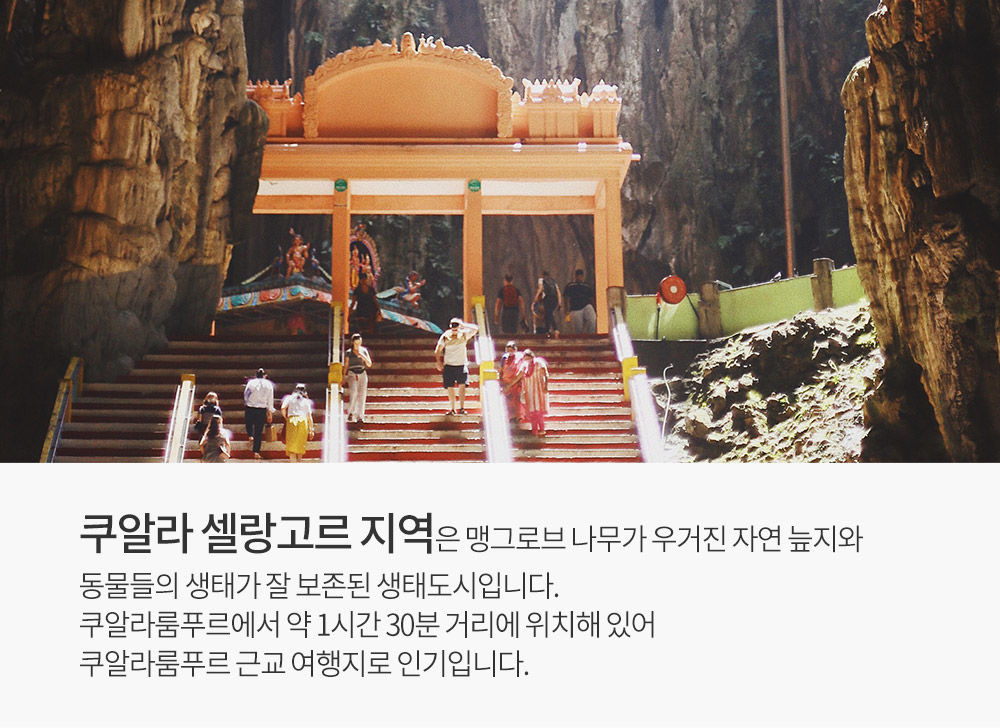 쿠알라 셀랑고르 지역은 맹그로브 나무가 우거진 자연 늪지와
동물들의 생태가 잘 보존된 생태도시입니다.
쿠알라룸푸르에서 약 1시간 30분 거리에 위치해 있어
쿠알라룸푸르 근교 여행지로 인기입니다.